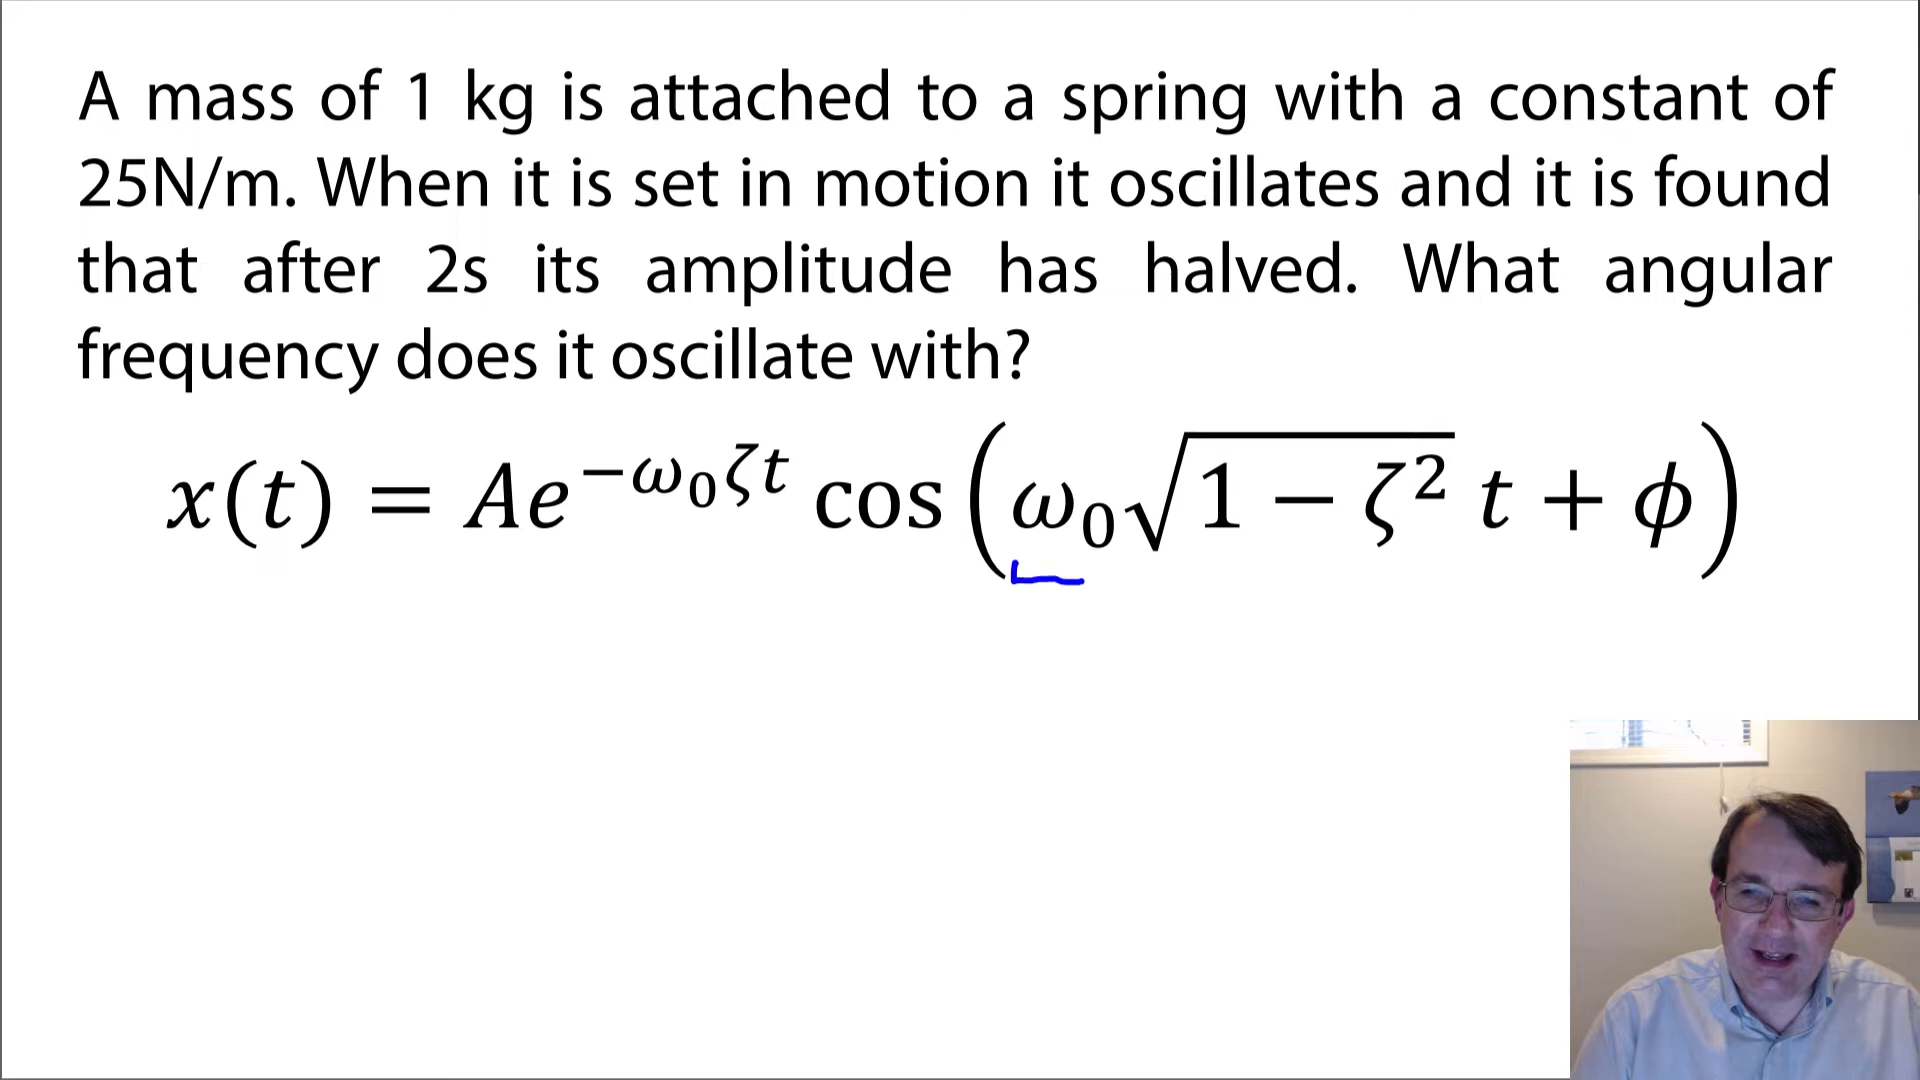 A mass of 1 kg is attached to a spring with a constant of
25N/m. When it is set in motion it oscillates and it is found
that after 2s its amplitude has halved. What angular
frequency does it oscillate with?
x(t) = Ae^{−ω₀ζt} cos(ω₀√(1 − ζ²) t + ϕ)